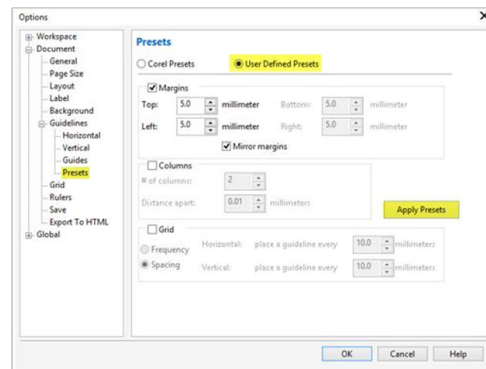 Options
X
Workspace
Document
General
Page Size
Layout
Label
Background
Guidelines
Horizontal
Vertical
Guides
Presets
Grid
Rulers
Save
Export To HTML
Global
Presets
Corel Presets User Defined Presets
Margins
Top: 5.0 millimeter Bottom: 5.0 millimeter
Left: 5.0 millimeter Right: 5.0 millimeter
Mirror margins
Columns
# of columns: 2
Distance apart: 0.01 millimeters
Apply Presets
Grid
Frequency Horizontal: place a guideline every 10.0 millimeters
Spacing Vertical: place a guideline every 10.0 millimeters
OK Cancel Help